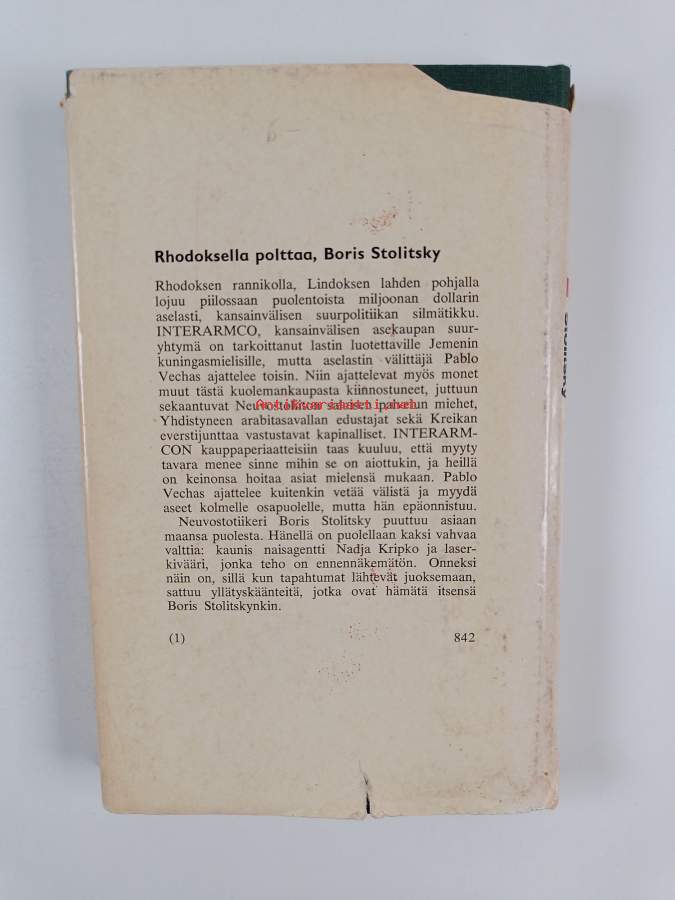 Rhodoksella polttaa, Boris Stolitsky
Rhodoksen rannikolla, Lindoksen lahden pohjalla
lojuu piilossaan puolentoista miljoonan dollarin
aselasti, kansainvälisen suurpolitiikan silmätikku.
INTERARMCO, kansainvälisen asekaupan suur-
yhtymä on tarkoittanut lastin luotettaville Jemenin
kuningasmielisille, mutta aselastin välittäjä Pablo
Vechas ajattelee toisin. Niin ajattelevat myös monet
muut tästä kuolemankaupasta kiinnostuneet, juttuun
sekaantuvat Neuvostoliiton salaisen palvelun miehet,
Yhdistyneen arabitasavallan edustajat sekä Kreikan
everstijunttaa vastustavat kapinalliset. INTERARM-
CON kauppaperiaatteisiin taas kuuluu, että myyty
tavara menee sinne mihin se on aiottukin, ja heillä
on keinonsa hoitaa asiat mielensä mukaan. Pablo
Vechas ajattelee kuitenkin vetää välistä ja myydä
aseet kolmelle osapuolelle, mutta hän epäonnistuu.
Neuvostotiikeri Boris Stolitsky puuttuu asiaan
maansa puolesta. Hänellä on puolellaan kaksi vahvaa
valttia: kaunis naisagentti Nadja Kripko ja laser-
kivääri, jonka teho on ennennäkemätön. Onneksi
näin on, sillä kun tapahtumat lähtevät juoksemaan,
sattuu yllätyskäänteitä, jotka ovat hämätä itsensä
Boris Stolitskynkin.
(1) 842